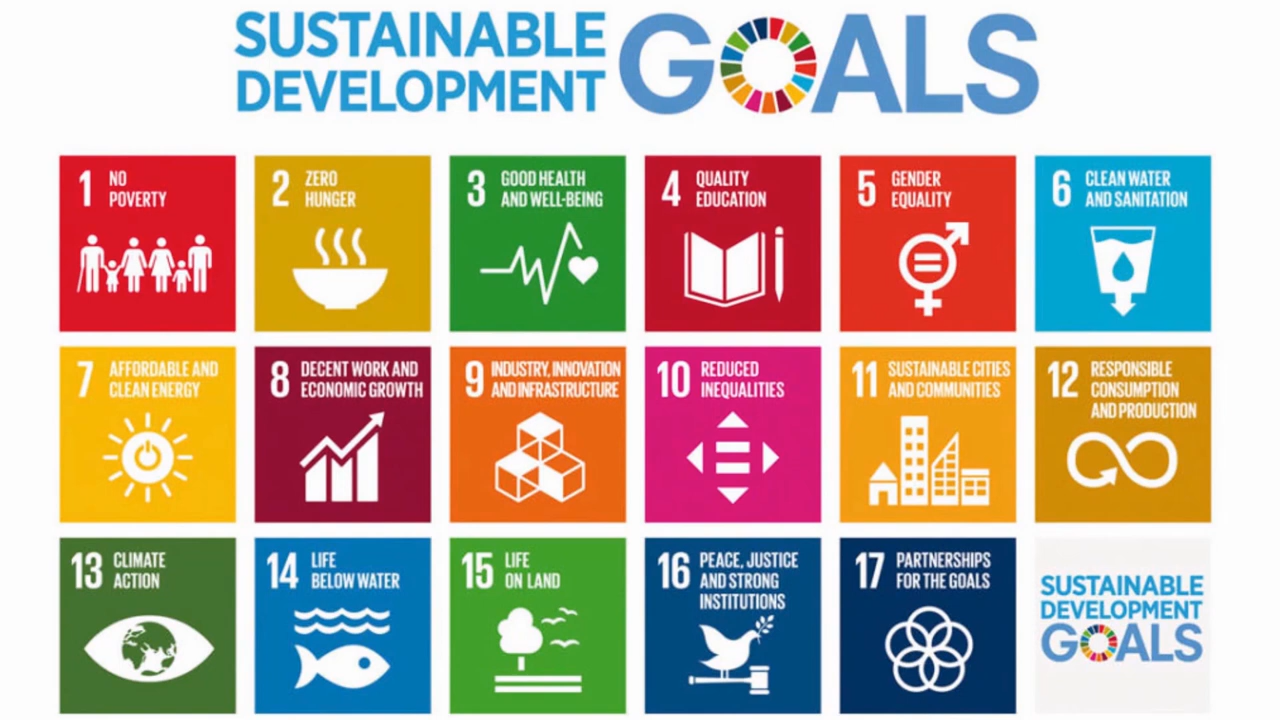 SUSTAINABLE
DEVELOPMENT
GOALS
1 NO
POVERTY
2 ZERO
HUNGER
3 GOOD HEALTH
AND WELL-BEING
4 QUALITY
EDUCATION
5 GENDER
EQUALITY
6 CLEAN WATER
AND SANITATION
7 AFFORDABLE AND
CLEAN ENERGY
8 DECENT WORK AND
ECONOMIC GROWTH
9 INDUSTRY, INNOVATION
AND INFRASTRUCTURE
10 REDUCED
INEQUALITIES
11 SUSTAINABLE CITIES
AND COMMUNITIES
12 RESPONSIBLE
CONSUMPTION
AND PRODUCTION
13 CLIMATE
ACTION
14 LIFE
BELOW WATER
15 LIFE
ON LAND
16 PEACE, JUSTICE
AND STRONG
INSTITUTIONS
17 PARTNERSHIPS
FOR THE GOALS
SUSTAINABLE
DEVELOPMENT
GOALS